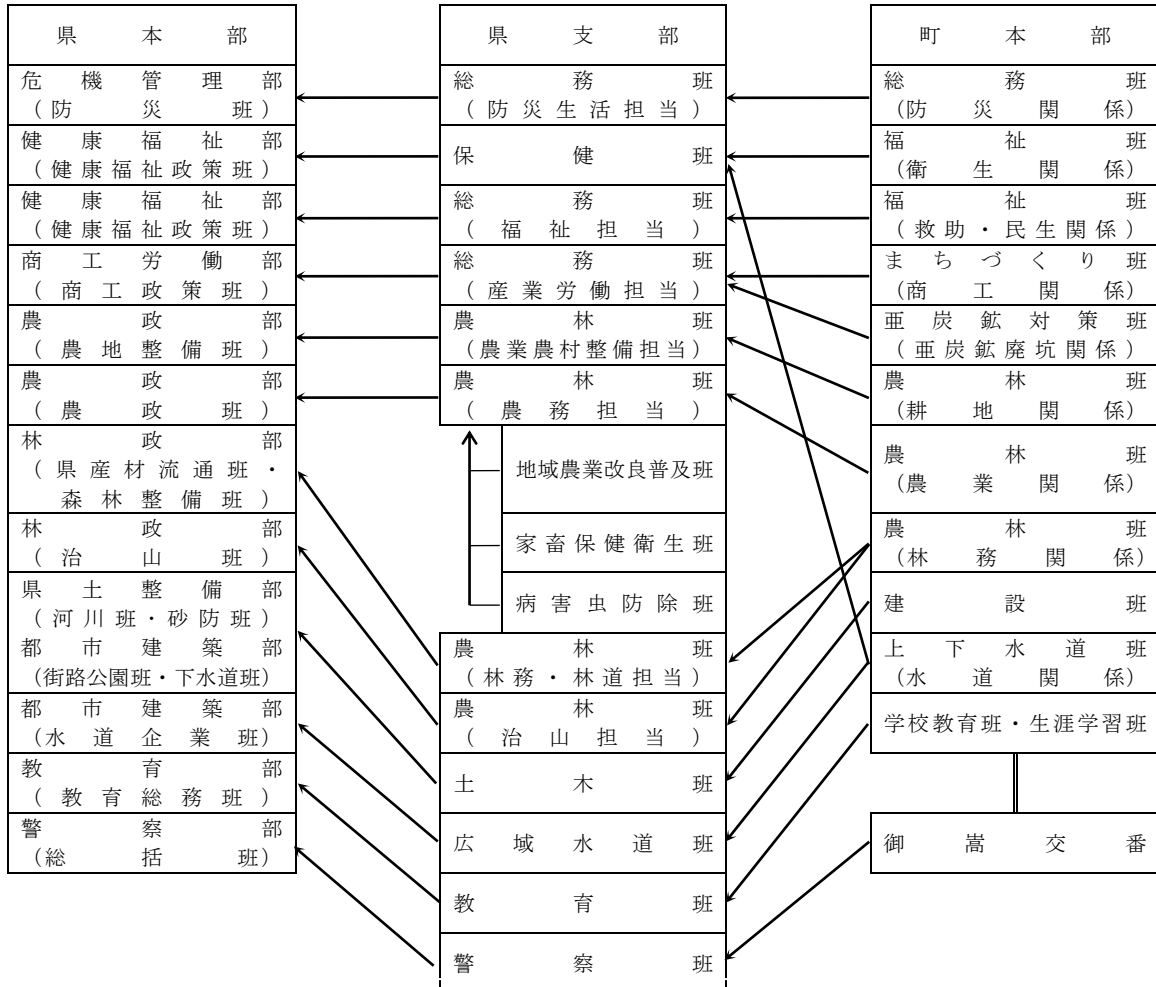 県本部
危機管理部
(防災班)
健康福祉部
(健康福祉政策班)
健康福祉部
(健康福祉政策班)
商工労働部
(商工政策班)
農政部
(農地整備班)
農政部
(農政班)
林政部
(県産材流通班・
森林整備班)
林政部
(治山班)
県土整備部
(河川班・砂防班)
都市建築部
(街路公園班・下水道班)
都市建築部
(水道企業班)
教育部
(教育総務班)
警察部
(総括班)
県支部
総務班
(防災生活担当)
保健班
総務班
(福祉担当)
総務班
(産業労働担当)
農林班
(農業農村整備担当)
農林班
(農務担当)
地域農業改良普及班
家畜保健衛生班
病害虫防除班
農林班
(林務・林道担当)
農林班
(治山担当)
土木班
広域水道班
教育班
警察班
町本部
総務班
(防災関係)
福祉班
(衛生関係)
福祉班
(救助・民生関係)
まちづくり班
(商工関係)
亜炭鉱対策班
(亜炭鉱廃坑関係)
農林班
(耕地関係)
農林班
(農業関係)
農林班
(林務関係)
建設班
上下水道班
(水道関係)
学校教育班・生涯学習班
御嵩交番